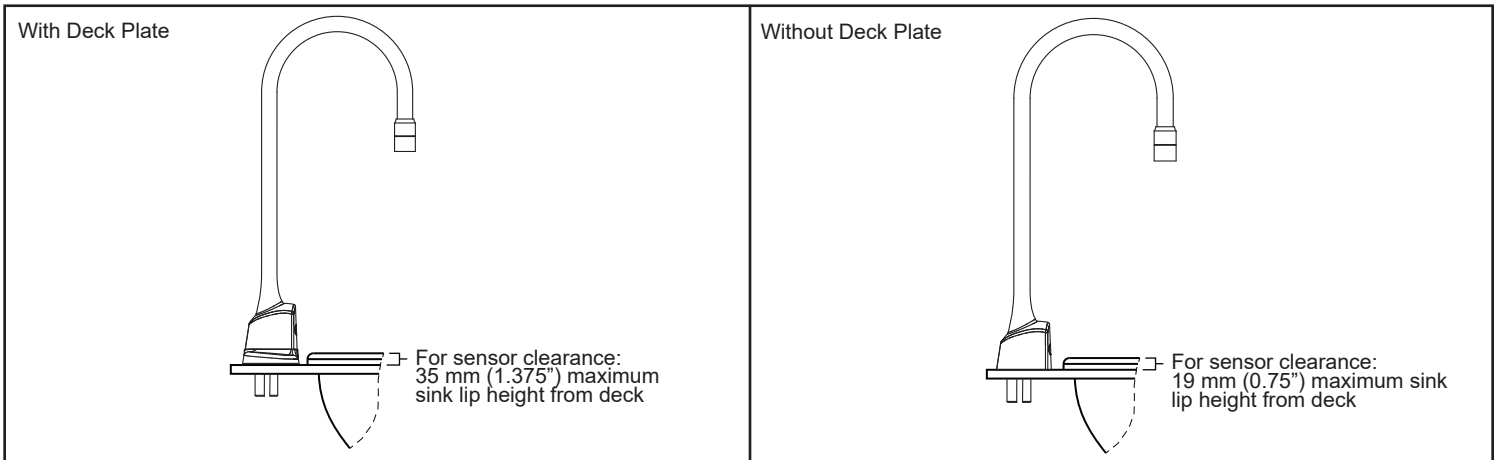 With Deck Plate
For sensor clearance:
35 mm (1.375”) maximum
sink lip height from deck
Without Deck Plate
For sensor clearance:
19 mm (0.75”) maximum sink
lip height from deck